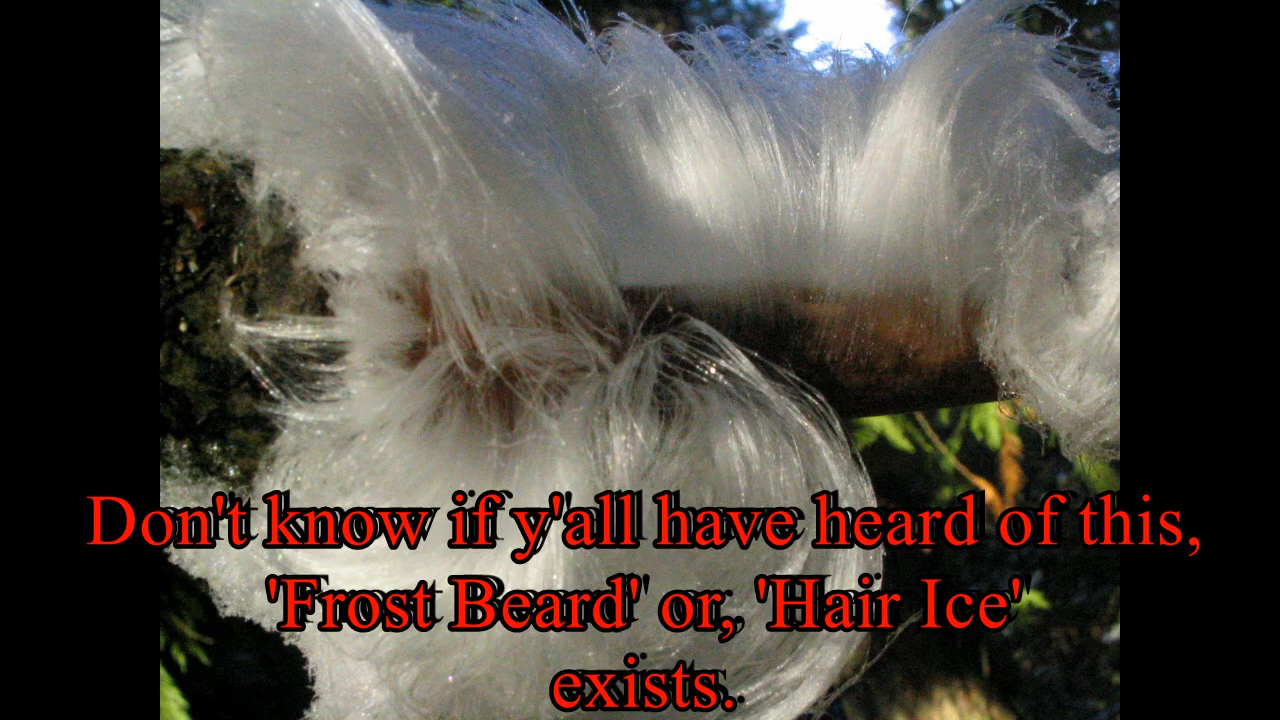 Don't know if y'all have heard of this,
'Frost Beard' or, 'Hair Ice'
exists.